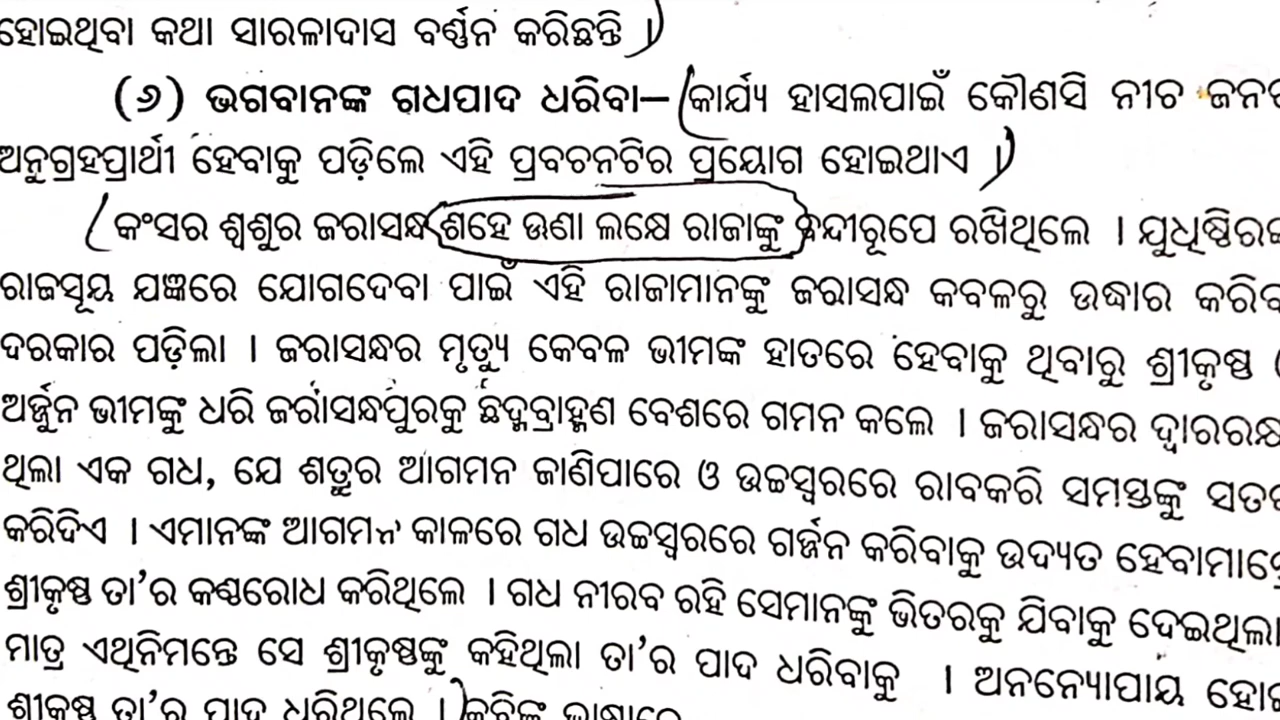 ହୋଇଥିବା କଥା ସାରଳାଦାସ ବର୍ଣ୍ଣନ କରିଛନ୍ତି ।
(୬) ଭଗବାନଙ୍କ ଗଧପାଦ ଧରିବା— କାର୍ଯ୍ୟ ହାସଲପାଇଁ କୌଣସି ନୀଚ
ଅନୁଗ୍ରହପ୍ରାର୍ଥୀ ହେବାକୁ ପଡ଼ିଲେ ଏହି ପ୍ରବଚନଟିର ପ୍ରୟୋଗ ହୋଇଥାଏ ।
କଂସର ଶ୍ୱଶୁର ଜରାସନ୍ଧ ଶହେ ଊଣା ଲକ୍ଷେ ରାଜାଙ୍କୁ ବନ୍ଦୀରୂପେ ରଖିଥିଲେ ।
ରାଜସୂୟ ଯଜ୍ଞରେ ଯୋଗଦେବା ପାଇଁ ଏହି ରାଜାମାନଙ୍କୁ ଜରାସନ୍ଧ କବଳରୁ ଉଦ୍ଧାର
ଦରକାର ପଡ଼ିଲା । ଜରାସନ୍ଧର ମୃତ୍ୟୁ କେବଳ ଭୀମଙ୍କ ହାତରେ ହେବାକୁ ଥିବାରୁ ଶ୍ରୀକୃଷ୍ଣ
ଅର୍ଜ୍ଜୁନ ଭୀମଙ୍କୁ ଧରି ଜରାସନ୍ଧପୁରକୁ ଛଦ୍ମବ୍ରାହ୍ମଣ ବେଶରେ ଗମନ କଲେ । ଜରାସନ୍ଧର
ଥିଲା ଏକ ଗଧ, ଯେ ଶତ୍ରୁର ଆଗମନ ଜାଣିପାରେ ଓ ଉଚ୍ଚସ୍ୱରରେ ରାବକରି ସମସ୍ତଙ୍କୁ
କରିଦିଏ । ଏମାନଙ୍କ ଆଗମନ କାଳରେ ଗଧ ଉଚ୍ଚସ୍ୱରରେ ଗର୍ଜ୍ଜନ କରିବାକୁ ଉଦ୍ୟତ ହେବାମାତ୍ରେ
ଶ୍ରୀକୃଷ୍ଣ ତା'ର କଣ୍ଠରୋଧ କରିଥିଲେ । ଗଧ ନୀରବ ରହି ସେମାନଙ୍କୁ ଭିତରକୁ ଯିବାକୁ ଦେଇଥିଲା
ମାତ୍ର ଏଥିନିମନ୍ତେ ସେ ଶ୍ରୀକୃଷ୍ଣଙ୍କୁ କହିଥିଲା ତା'ର ପାଦ ଧରିବାକୁ । ଅନନ୍ୟୋପାୟ
ଶ୍ରୀକୃଷ୍ଣ ତା'ର ପାଦ ଧରିଥିଲେ । କବିଙ୍କ ଭାଷାରେ